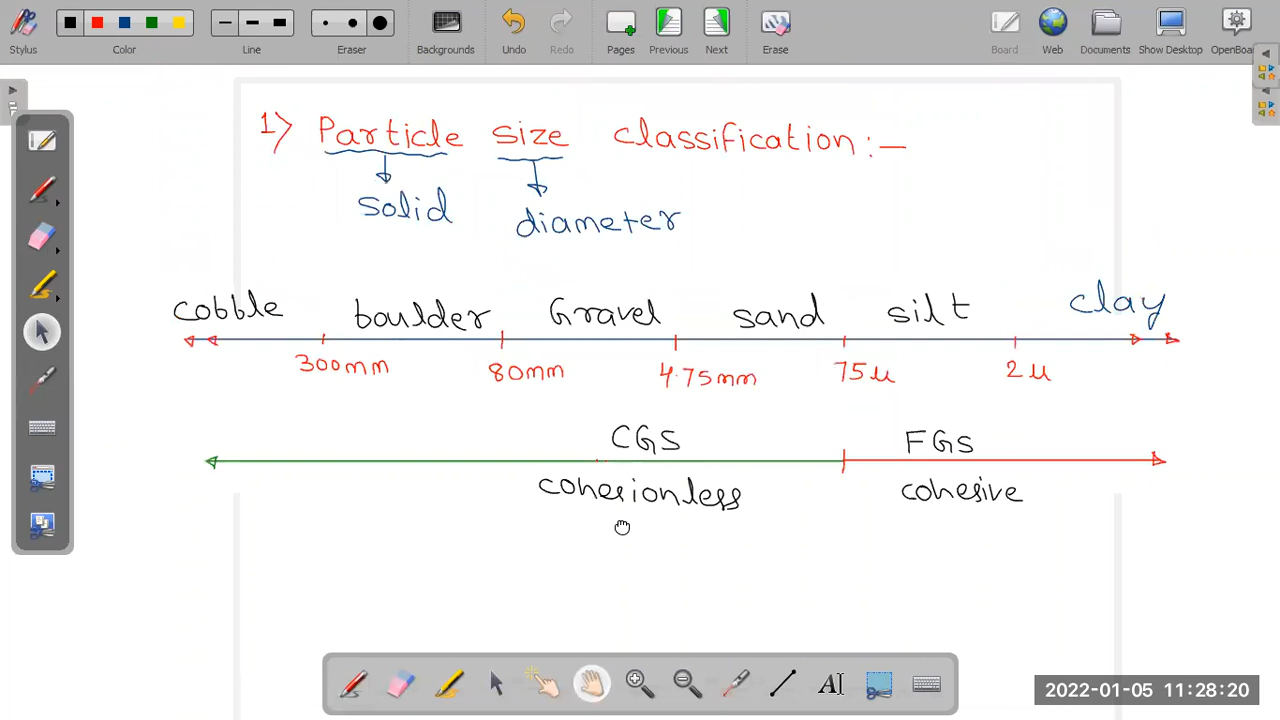 Stylus Color Line Eraser Backgrounds Undo Redo Pages Previous Next Erase Board Web Documents Show Desktop OpenBoard
1) Particle size classification:-
solid diameter
cobble boulder Gravel sand silt clay
300mm 80mm 4.75mm 75μ 2μ
CGS FGS
cohesionless cohesive
2022-01-05 11:28:20